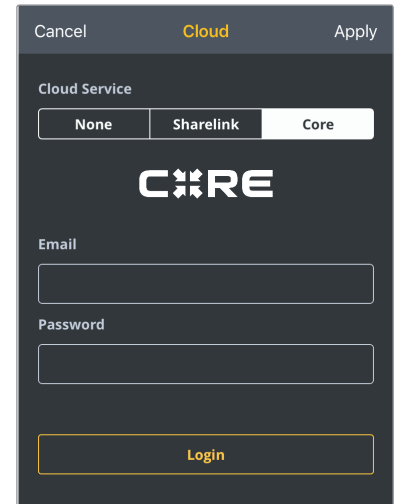 Cancel Cloud Apply
Cloud Service
None Sharelink Core
CORE
Email
Password
Login